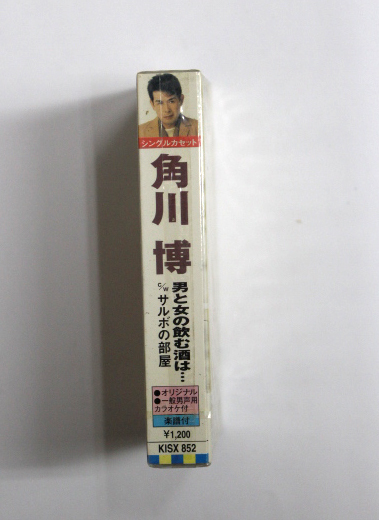 シングルカセット
角川 博
男と女の飲む酒は…
c/w サルボの部屋
●オリジナル
●一般男声用
カラオケ付
楽譜付
¥1,200
KISX 852